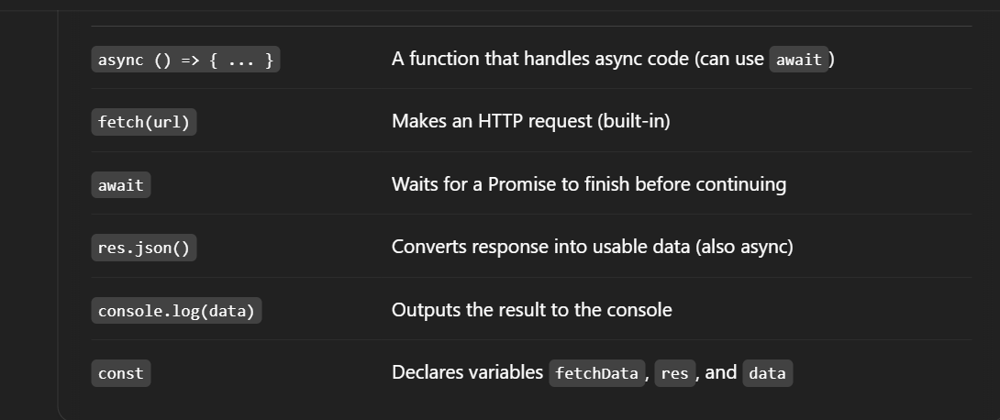 async () => { ... } A function that handles async code (can use await)
fetch(url) Makes an HTTP request (built-in)
await Waits for a Promise to finish before continuing
res.json() Converts response into usable data (also async)
console.log(data) Outputs the result to the console
const Declares variables fetchData, res, and data